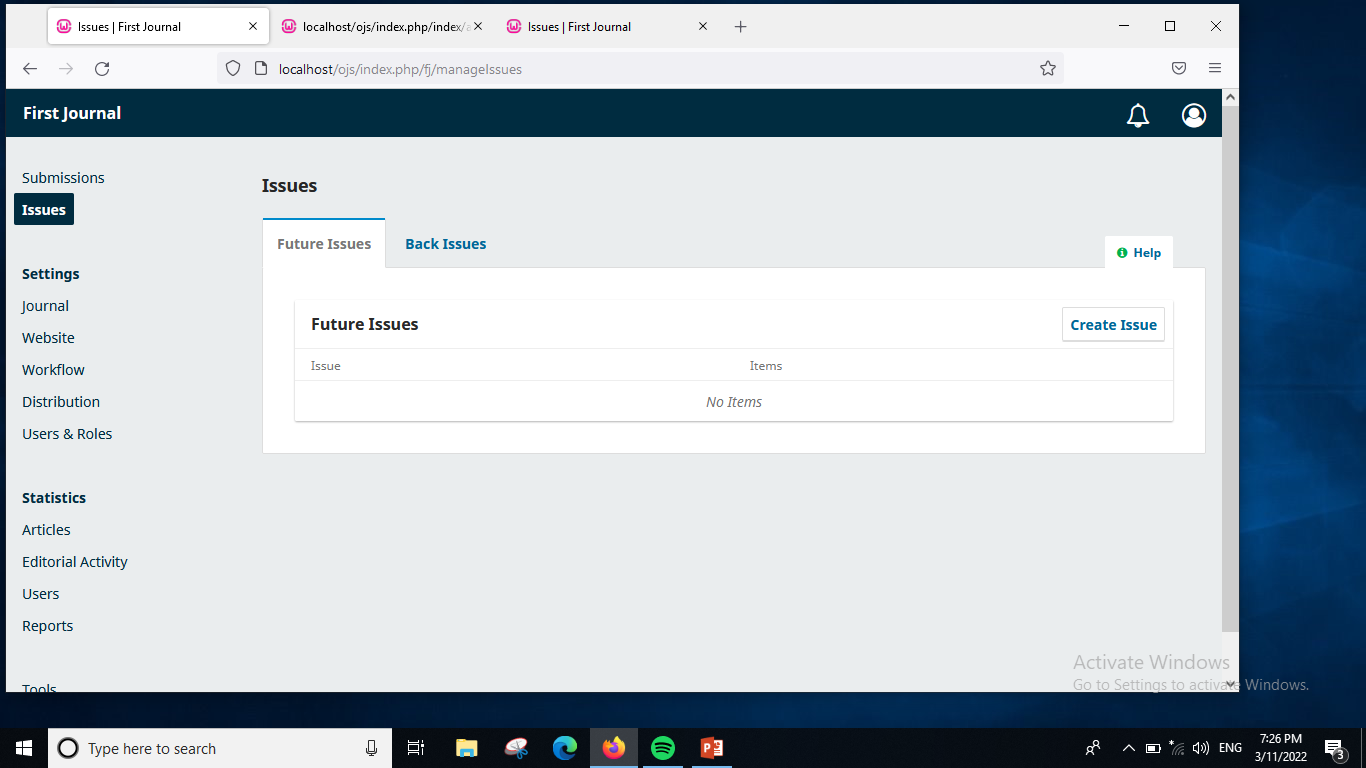 Issues | First Journal
localhost/ojs/index.php/index/
Issues | First Journal
localhost/ojs/index.php/fj/manageIssues
First Journal
Submissions
Issues
Settings
Journal
Website
Workflow
Distribution
Users & Roles
Statistics
Articles
Editorial Activity
Users
Reports
Tools
Issues
Future Issues
Back Issues
Help
Future Issues
Create Issue
Issue
Items
No Items
Activate Windows
Go to Settings to activate Windows.
Type here to search
ENG
7:26 PM
3/11/2022
3